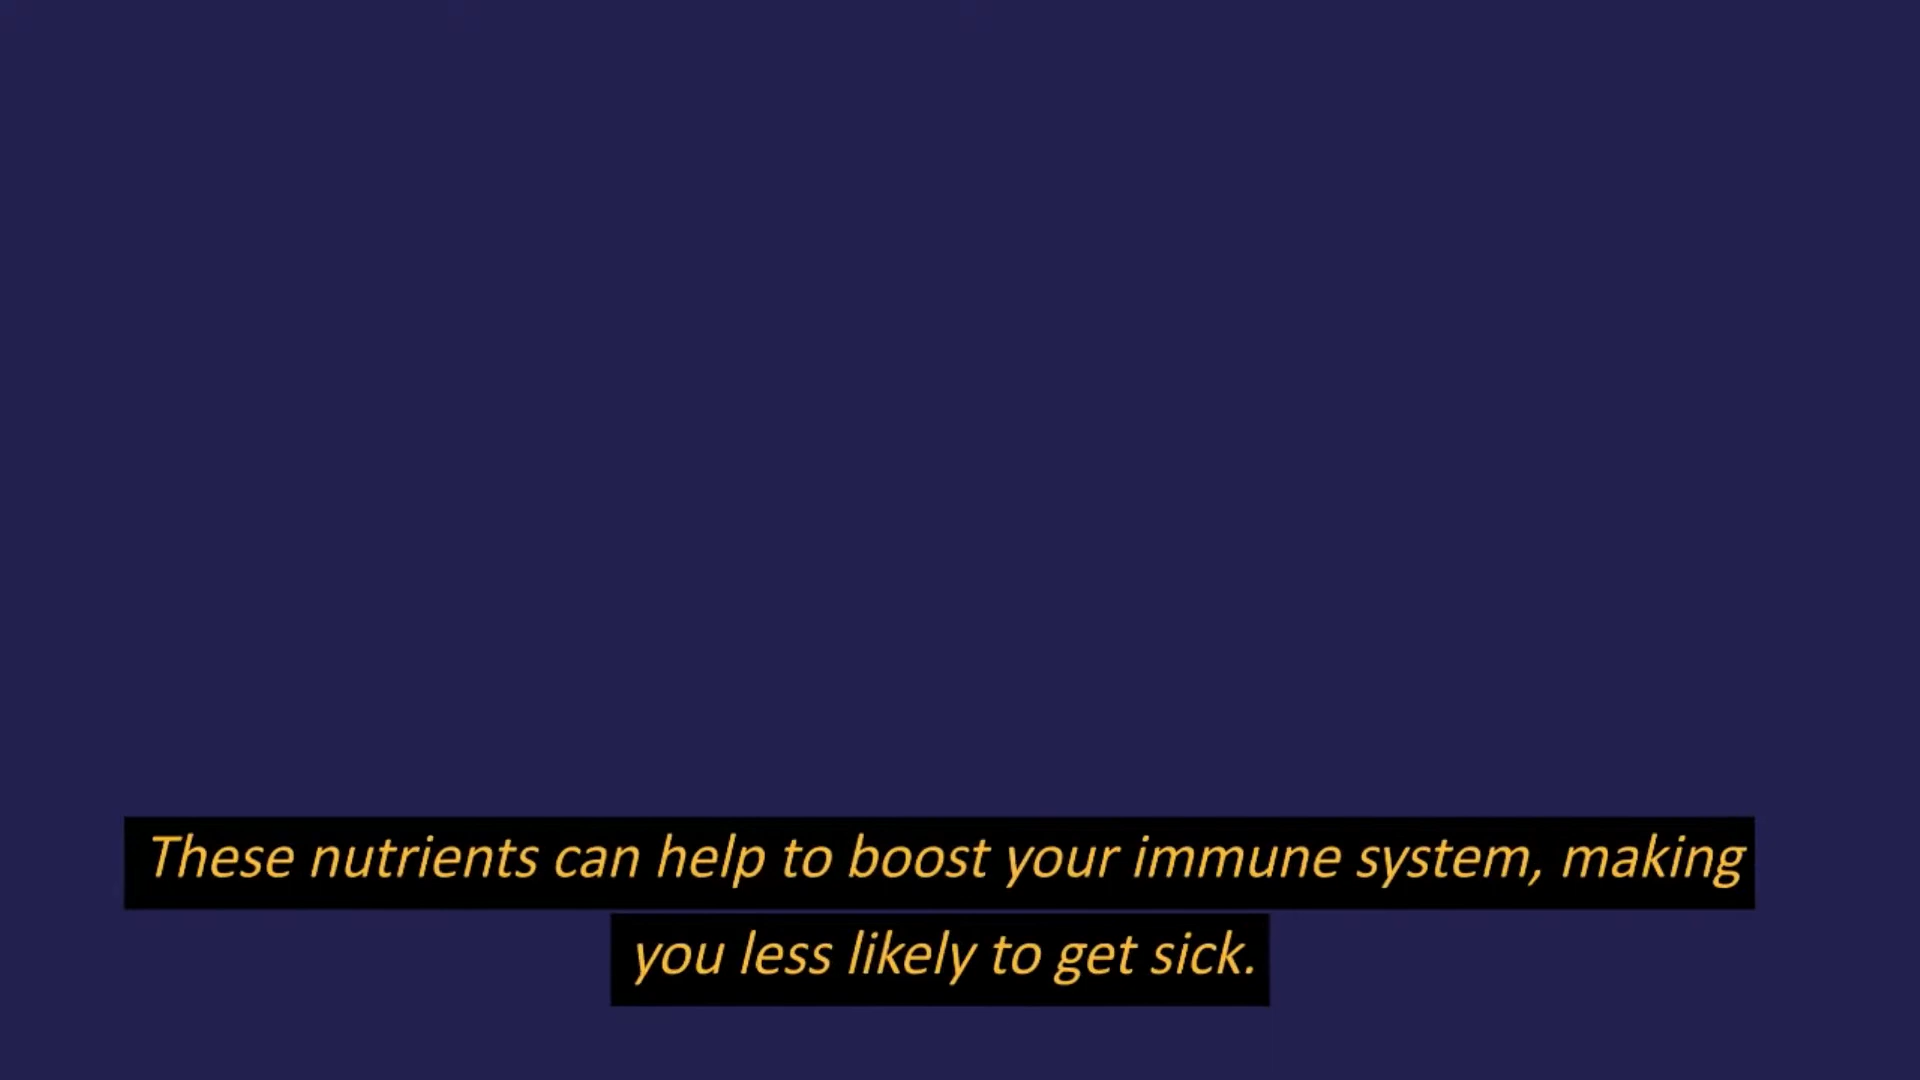 These nutrients can help to boost your immune system, making
you less likely to get sick.